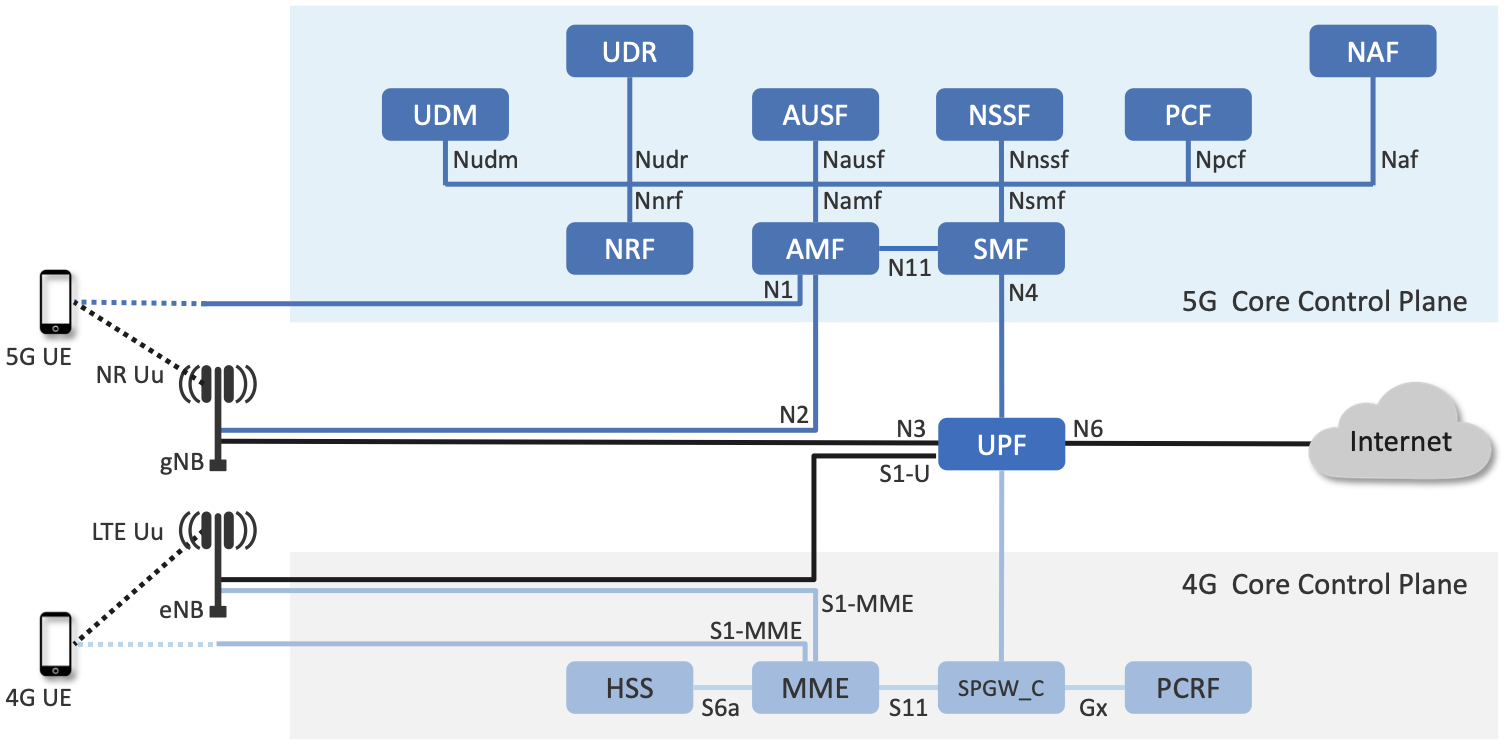 UDR
NAF
UDM
AUSF
NSSF
PCF
Nudm
Nudr
Nausf
Nnssf
Npcf
Naf
Nnrf
Namf
Nsmf
NRF
AMF
SMF
N11
N1
N4
5G Core Control Plane
5G UE
NR Uu
N2
N3
UPF
N6
Internet
gNB
S1-U
LTE Uu
4G Core Control Plane
eNB
S1-MME
S1-MME
HSS
MME
SPGW_C
PCRF
4G UE
S6a
S11
Gx